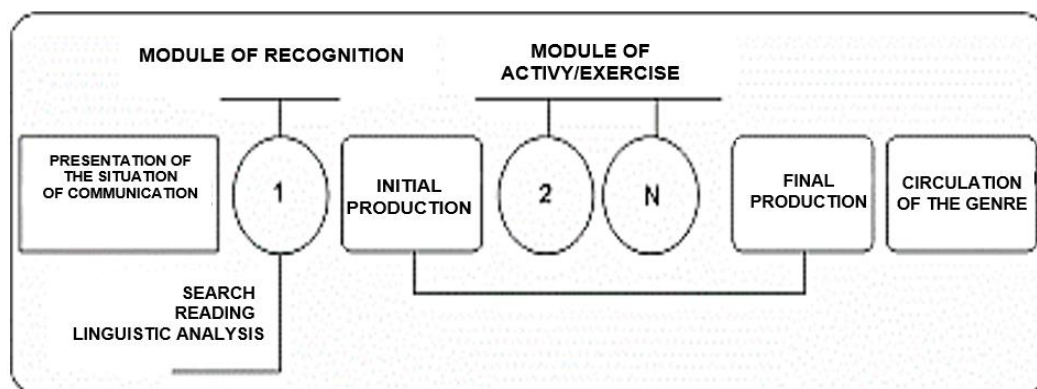 MODULE OF RECOGNITION
MODULE OF
ACTIVY/EXERCISE
PRESENTATION OF
THE SITUATION
OF COMMUNICATION
1
INITIAL
PRODUCTION
2
N
FINAL
PRODUCTION
CIRCULATION
OF THE GENRE
SEARCH
READING
LINGUISTIC ANALYSIS